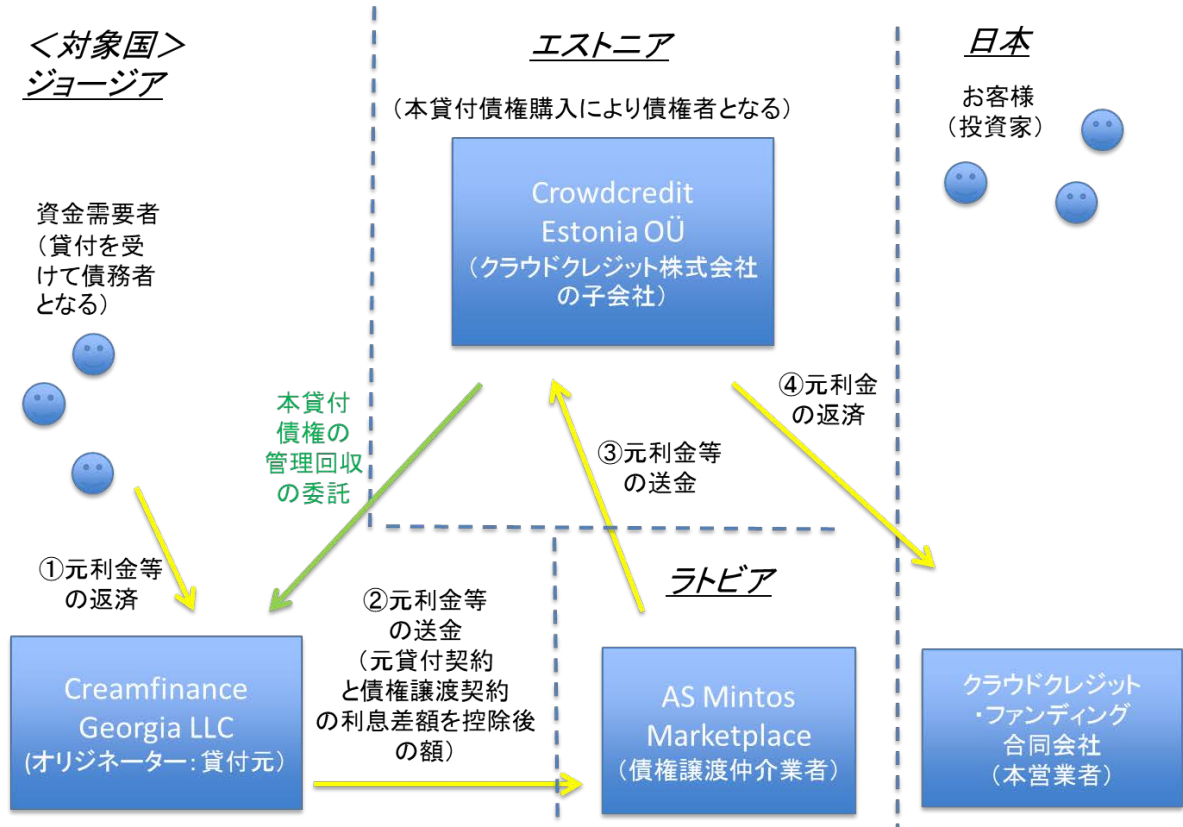 ＜対象国＞
ジョージア
資金需要者
（貸付を受
けて債務者
となる）
①元利金等
の返済
Creamfinance
Georgia LLC
(オリジネーター：貸付元）
本貸付
債権の
管理回収
の委託
②元利金等
の送金
（元貸付契約
と債権譲渡契約
の利息差額を控除後
の額）
エストニア
（本貸付債権購入により債権者となる）
Crowdcredit
Estonia OÜ
（クラウドクレジット株式会社
の子会社）
③元利金等
の送金
④元利金
の返済
ラトビア
AS Mintos
Marketplace
（債権譲渡仲介業者）
日本
お客様
（投資家）
クラウドクレジット
・ファンディング
合同会社
（本営業者）